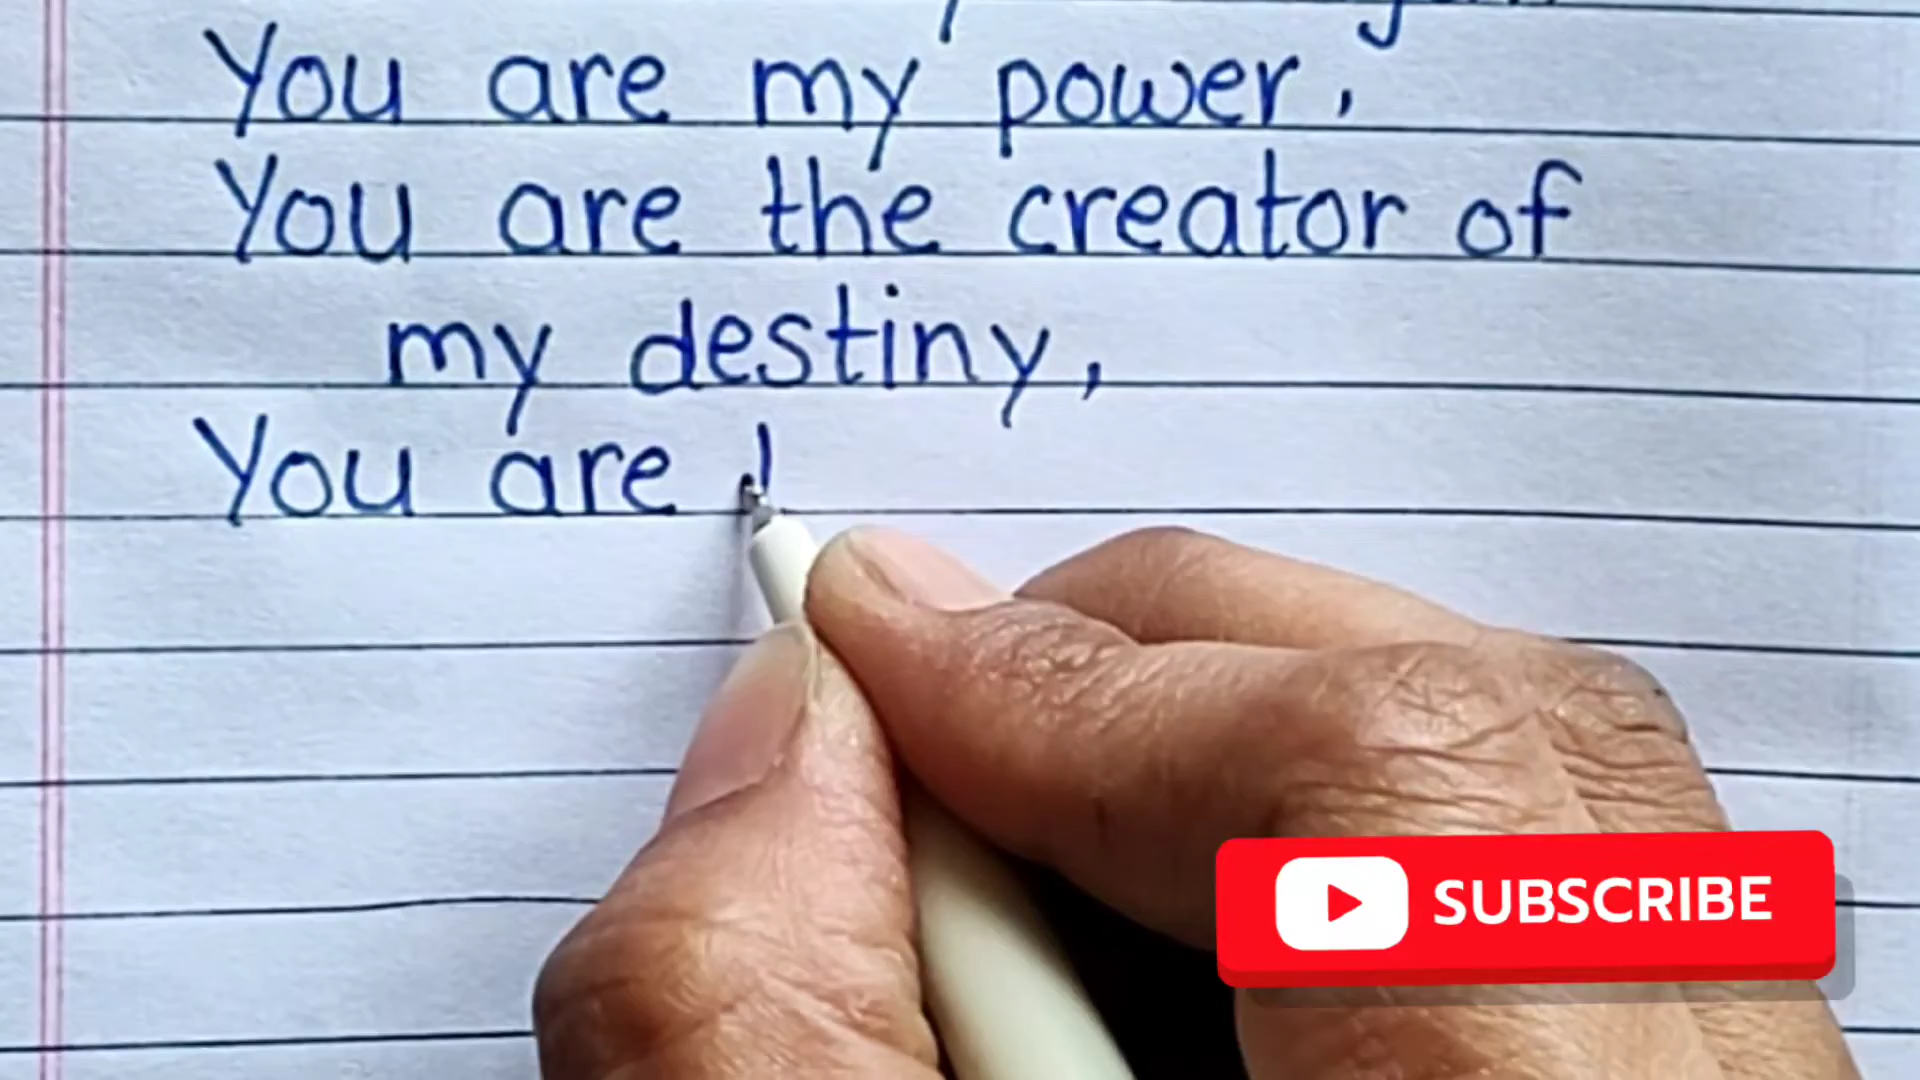 You are my power,
You are the creator of
my destiny,
You are
SUBSCRIBE